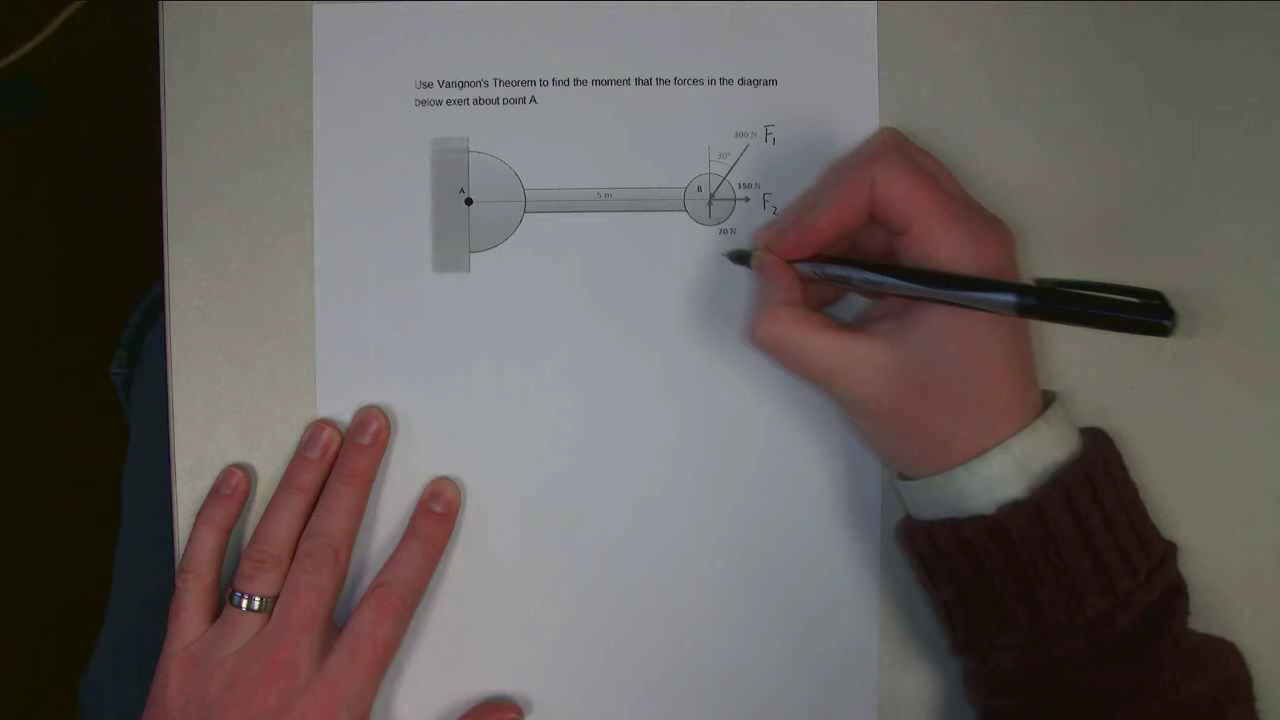 Use Varignon's Theorem to find the moment that the forces in the diagram
below exert about point A.
30°
F₁
A
B
5 m
150 N
F₂
70 N